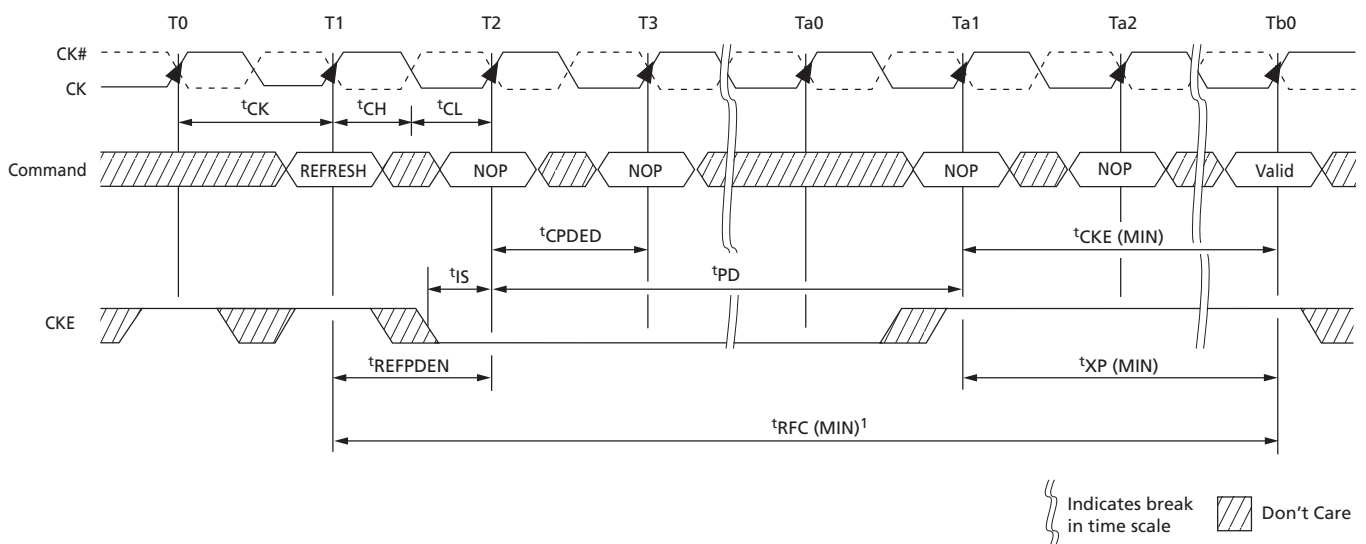 T0 T1 T2 T3 Ta0 Ta1 Ta2 Tb0
CK#
CK
tCK tCH tCL
Command REFRESH NOP NOP NOP NOP Valid
tCPDED tCKE (MIN)
tIS tPD
CKE
tREFPDEN tXP (MIN)
tRFC (MIN)1
Indicates break
in time scale
Don't Care